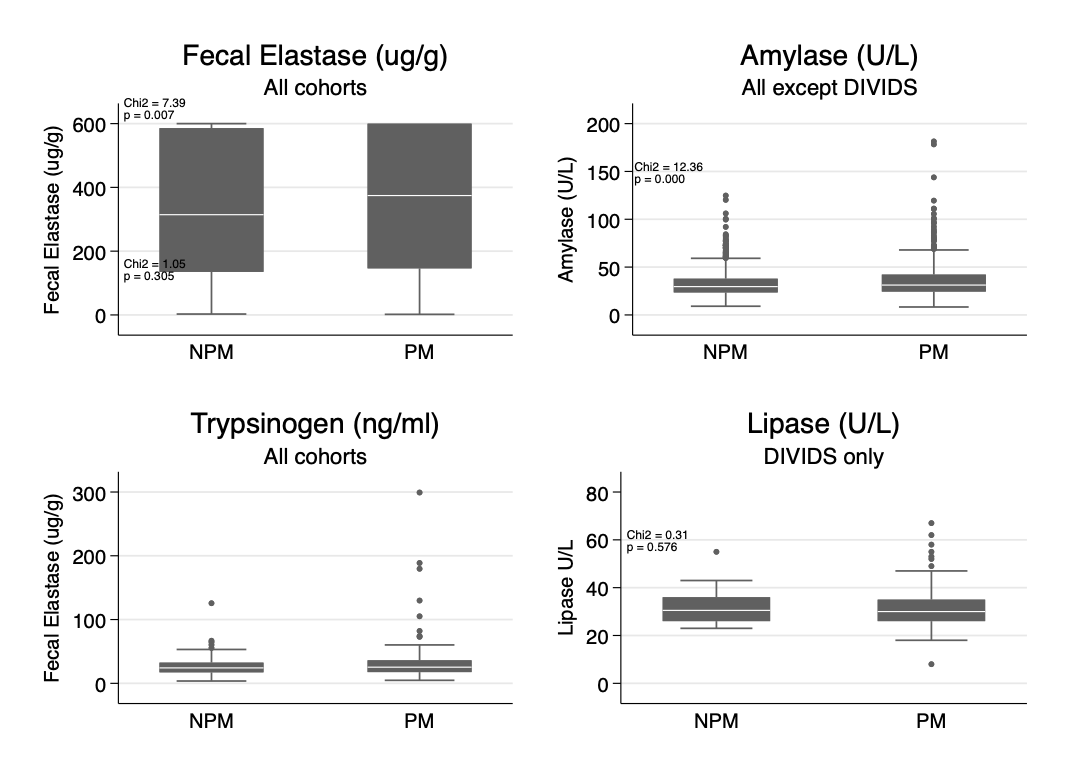 Fecal Elastase (ug/g)
All cohorts
Chi2 = 7.39
p = 0.007
Fecal Elastase (ug/g)
600
400
200
0
Chi2 = 1.05
p = 0.305
NPM
PM
Amylase (U/L)
All except DIVIDS
Chi2 = 12.36
p = 0.000
Amylase (U/L)
200
150
100
50
0
NPM
PM
Trypsinogen (ng/ml)
All cohorts
Fecal Elastase (ug/g)
300
200
100
0
NPM
PM
Lipase (U/L)
DIVIDS only
Chi2 = 0.31
p = 0.576
Lipase U/L
80
60
40
20
0
NPM
PM